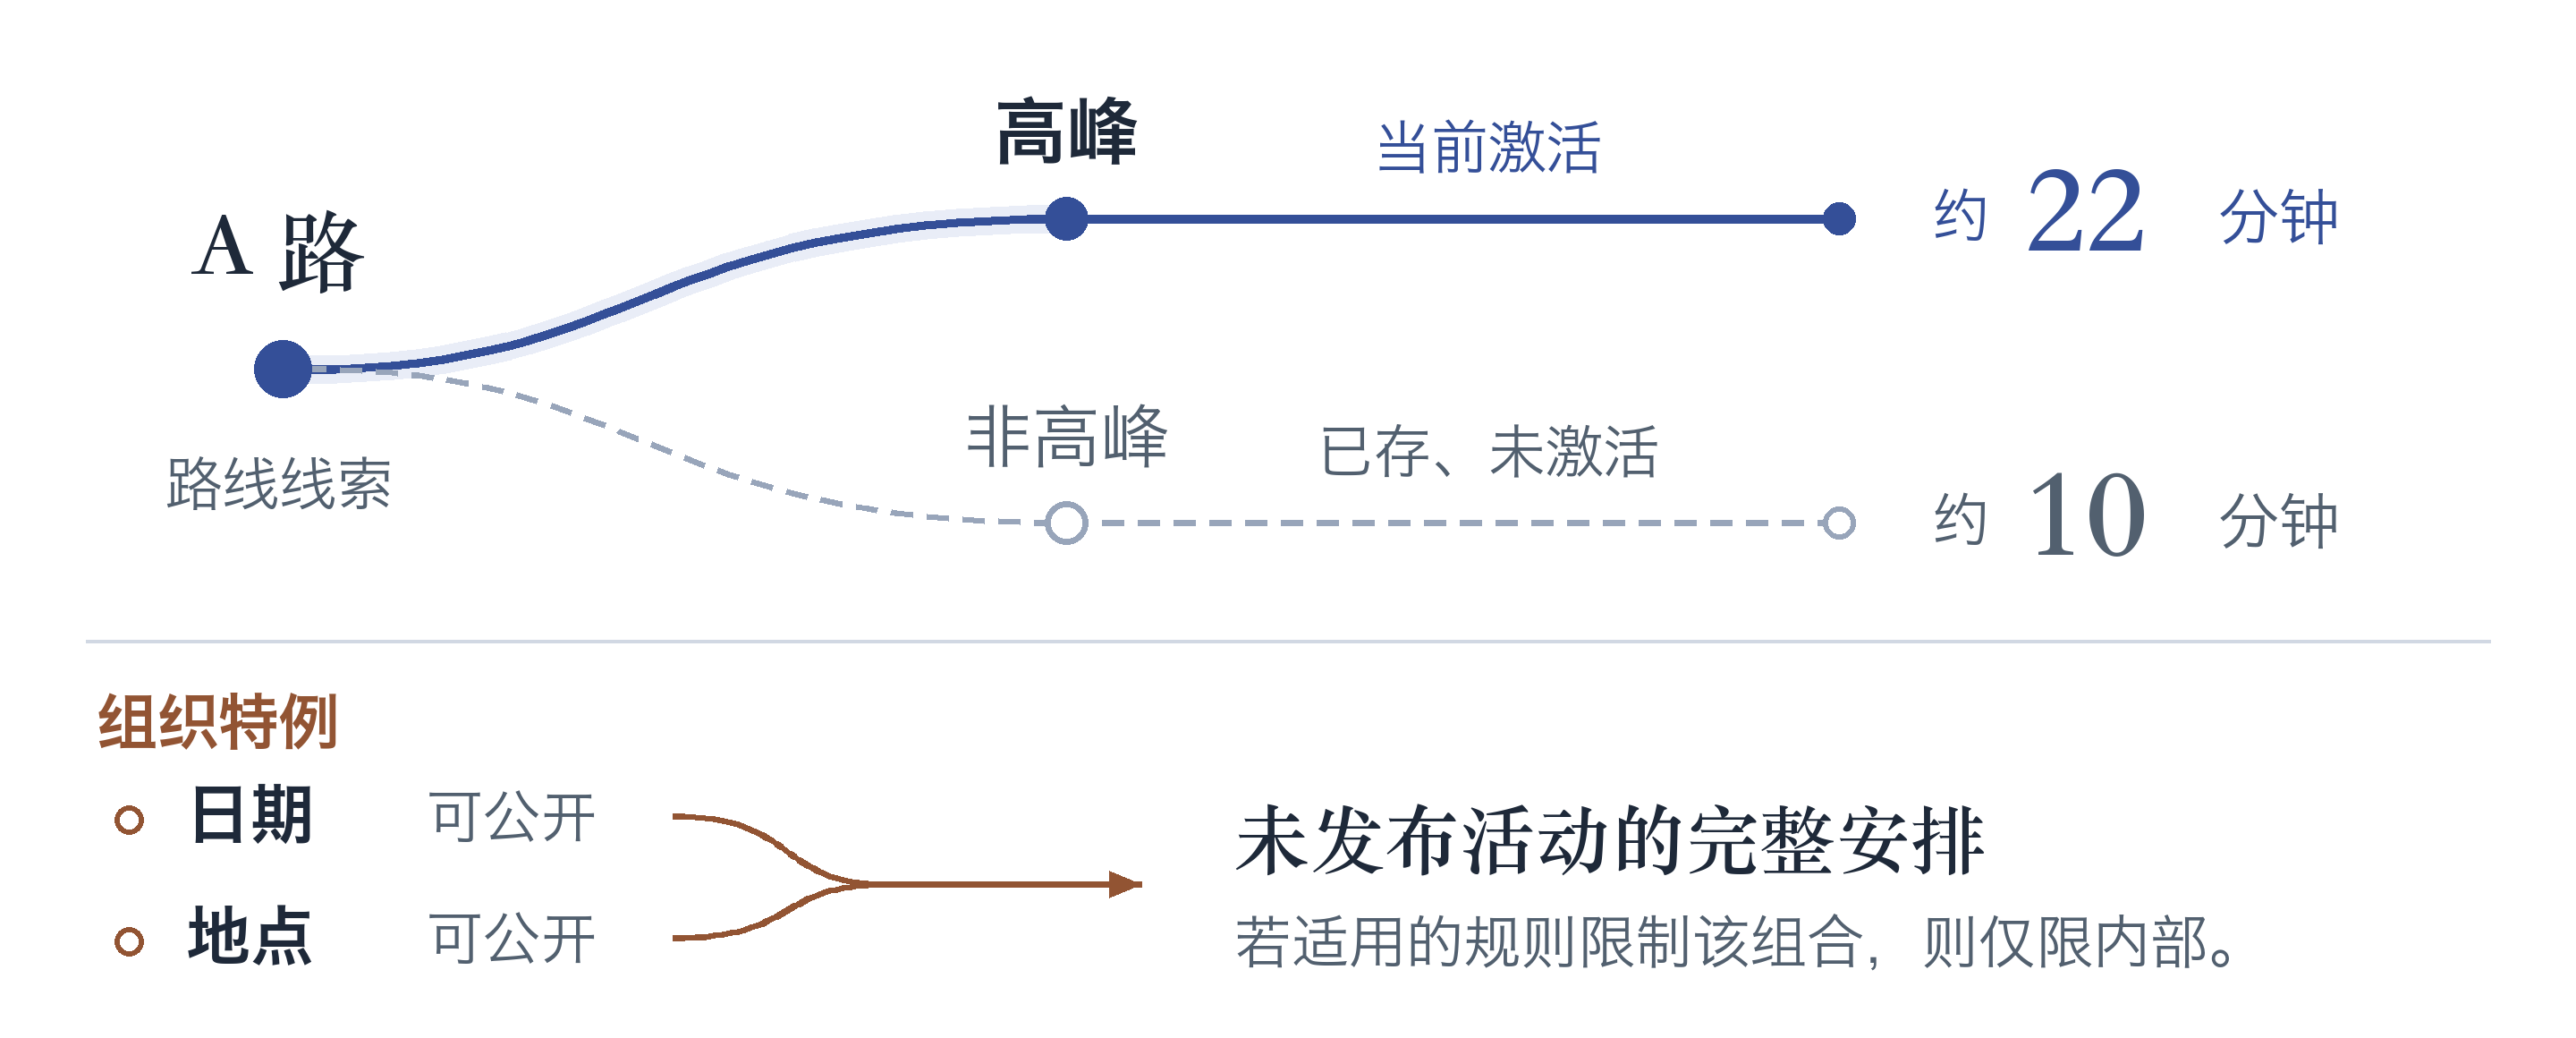 高峰
当前激活
A 路
约 22 分钟
路线线索
非高峰
已存、未激活
约 10 分钟
组织特例
日期 可公开
地点 可公开
未发布活动的完整安排
若适用的规则限制该组合，则仅限内部。